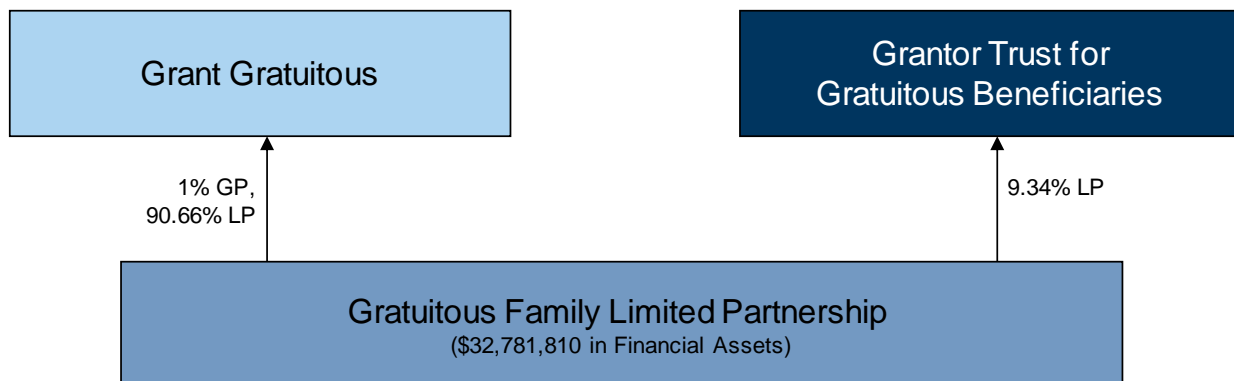 Grant Gratuitous
Grantor Trust for
Gratuitous Beneficiaries
1% GP,
90.66% LP
9.34% LP
Gratuitous Family Limited Partnership
($32,781,810 in Financial Assets)